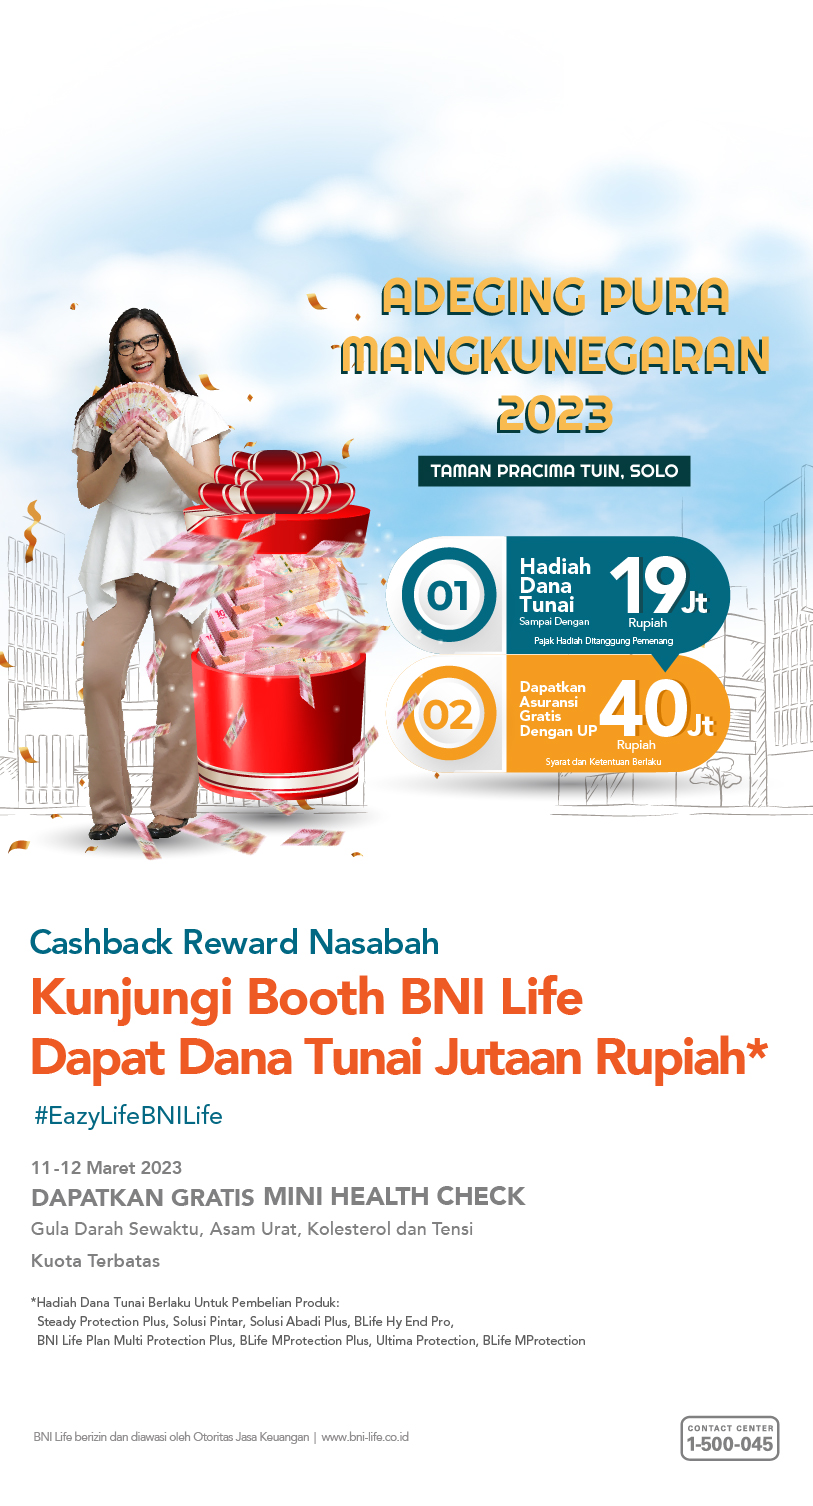 ADEGING PURA
MANGKUNEGARAN
2023
TAMAN PRACIMA TUIN, SOLO
01
Hadiah
Dana
Tunai
Sampai Dengan
19Jt
Rupiah
Pajak Hadiah Ditanggung Pemenang
02
Dapatkan
Asuransi
Gratis
Dengan UP
40Jt
Rupiah
Syarat dan Ketentuan Berlaku
Cashback Reward Nasabah
Kunjungi Booth BNI Life
Dapat Dana Tunai Jutaan Rupiah*
#EazyLifeBNILife
11-12 Maret 2023
DAPATKAN GRATIS MINI HEALTH CHECK
Gula Darah Sewaktu, Asam Urat, Kolesterol dan Tensi
Kuota Terbatas
*Hadiah Dana Tunai Berlaku Untuk Pembelian Produk:
Steady Protection Plus, Solusi Pintar, Solusi Abadi Plus, BLife Hy End Pro,
BNI Life Plan Multi Protection Plus, BLife MProtection Plus, Ultima Protection, BLife MProtection
BNI Life berizin dan diawasi oleh Otoritas Jasa Keuangan | www.bni-life.co.id
CONTACT CENTER
1-500-045